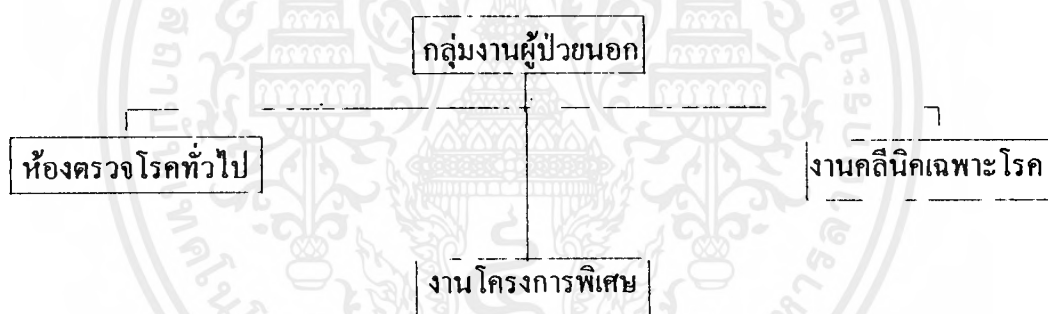 กลุ่มงานผู้ป่วยนอก
ห้องตรวจโรคทั่วไป
งานคลีนิคเฉพาะโรค
งานโครงการพิเศษ